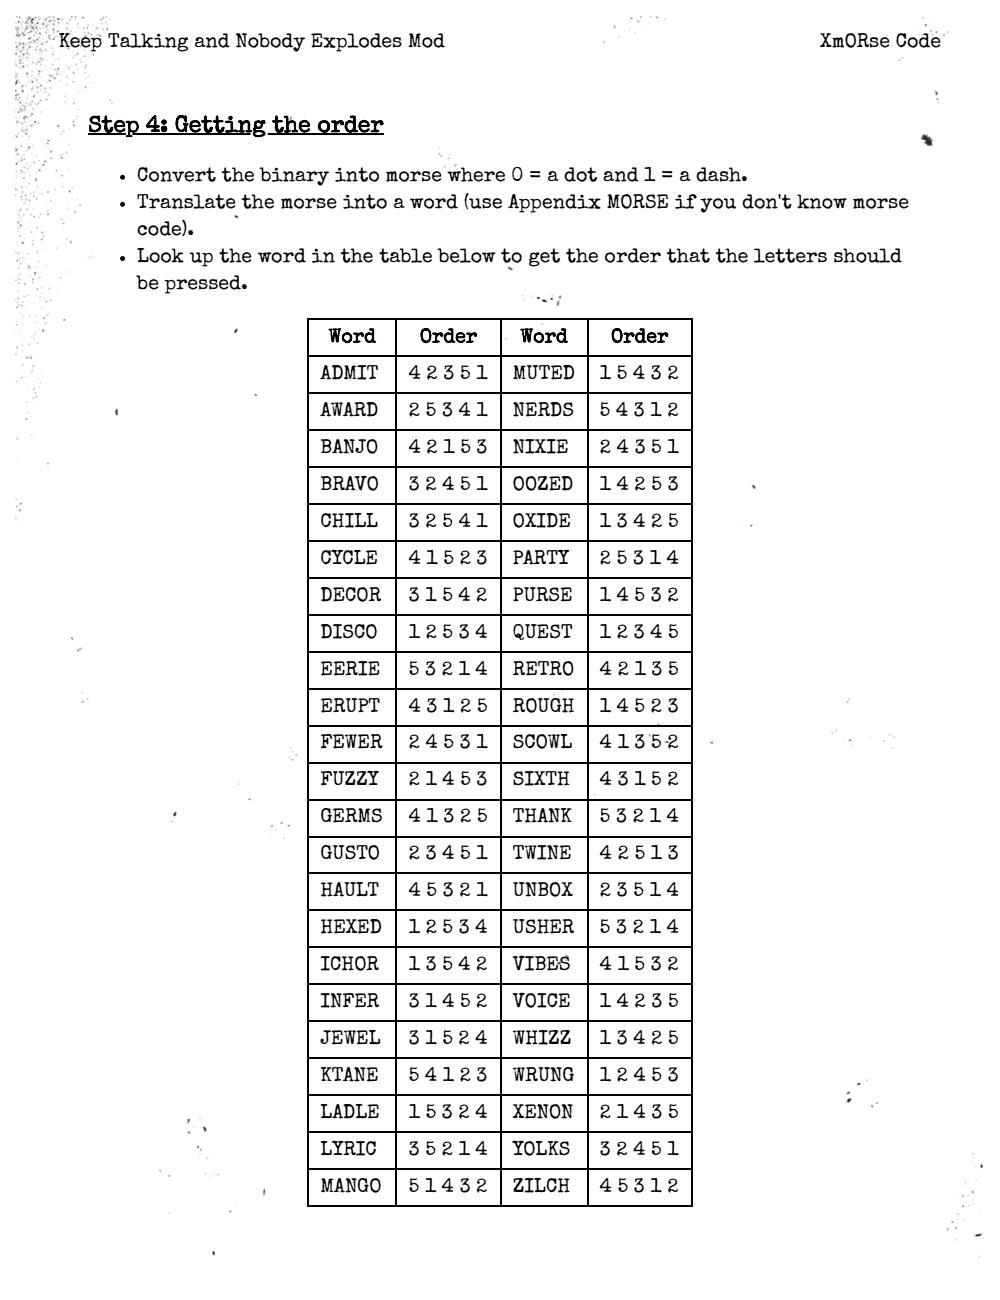 Keep Talking and Nobody Explodes Mod XmORse Code
Step 4: Getting the order
• Convert the binary into morse where 0 = a dot and 1 = a dash.
• Translate the morse into a word (use Appendix MORSE if you don't know morse
code).
• Look up the word in the table below to get the order that the letters should
be pressed.
Word Order Word Order
ADMIT 4 2 3 5 1 MUTED 1 5 4 3 2
AWARD 2 5 3 4 1 NERDS 5 4 3 1 2
BANJO 4 2 1 5 3 NIXIE 2 4 3 5 1
BRAVO 3 2 4 5 1 OOZED 1 4 2 5 3
CHILL 3 2 5 4 1 OXIDE 1 3 4 2 5
CYCLE 4 1 5 2 3 PARTY 2 5 3 1 4
DECOR 3 1 5 4 2 PURSE 1 4 5 3 2
DISCO 1 2 5 3 4 QUEST 1 2 3 4 5
EERIE 5 3 2 1 4 RETRO 4 2 1 3 5
ERUPT 4 3 1 2 5 ROUGH 1 4 5 2 3
FEWER 2 4 5 3 1 SCOWL 4 1 3 5 2
FUZZY 2 1 4 5 3 SIXTH 4 3 1 5 2
GERMS 4 1 3 2 5 THANK 5 3 2 1 4
GUSTO 2 3 4 5 1 TWINE 4 2 5 1 3
HAULT 4 5 3 2 1 UNBOX 2 3 5 1 4
HEXED 1 2 5 3 4 USHER 5 3 2 1 4
ICHOR 1 3 5 4 2 VIBES 4 1 5 3 2
INFER 3 1 4 5 2 VOICE 1 4 2 3 5
JEWEL 3 1 5 2 4 WHIZZ 1 3 4 2 5
KTANE 5 4 1 2 3 WRUNG 1 2 4 5 3
LADLE 1 5 3 2 4 XENON 2 1 4 3 5
LYRIC 3 5 2 1 4 YOLKS 3 2 4 5 1
MANGO 5 1 4 3 2 ZILCH 4 5 3 1 2